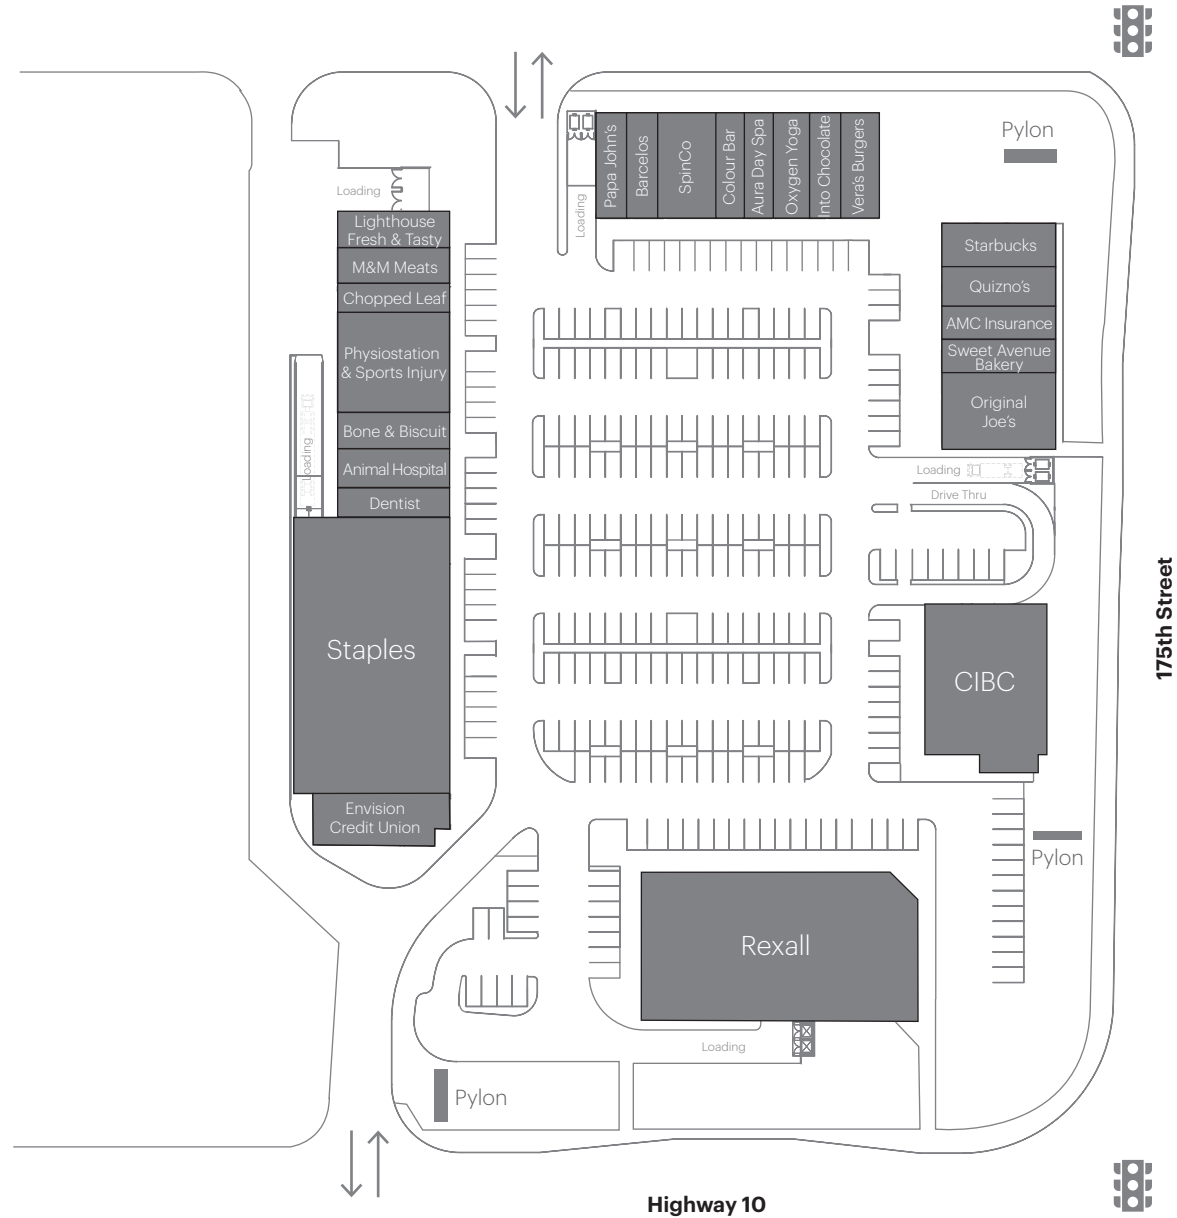 Pylon
Papa John's
Barcelos
SpinCo
Colour Bar
Aura Day Spa
Oxygen Yoga
Into Chocolate
Vera's Burgers
Loading
Loading
Lighthouse
Fresh & Tasty
M&M Meats
Chopped Leaf
Physiostation
& Sports Injury
Bone & Biscuit
Animal Hospital
Dentist
Loading
Staples
Envision
Credit Union
Starbucks
Quizno's
AMC Insurance
Sweet Avenue
Bakery
Original
Joe's
Loading
Drive Thru
CIBC
175th Street
Pylon
Rexall
Loading
Pylon
Highway 10